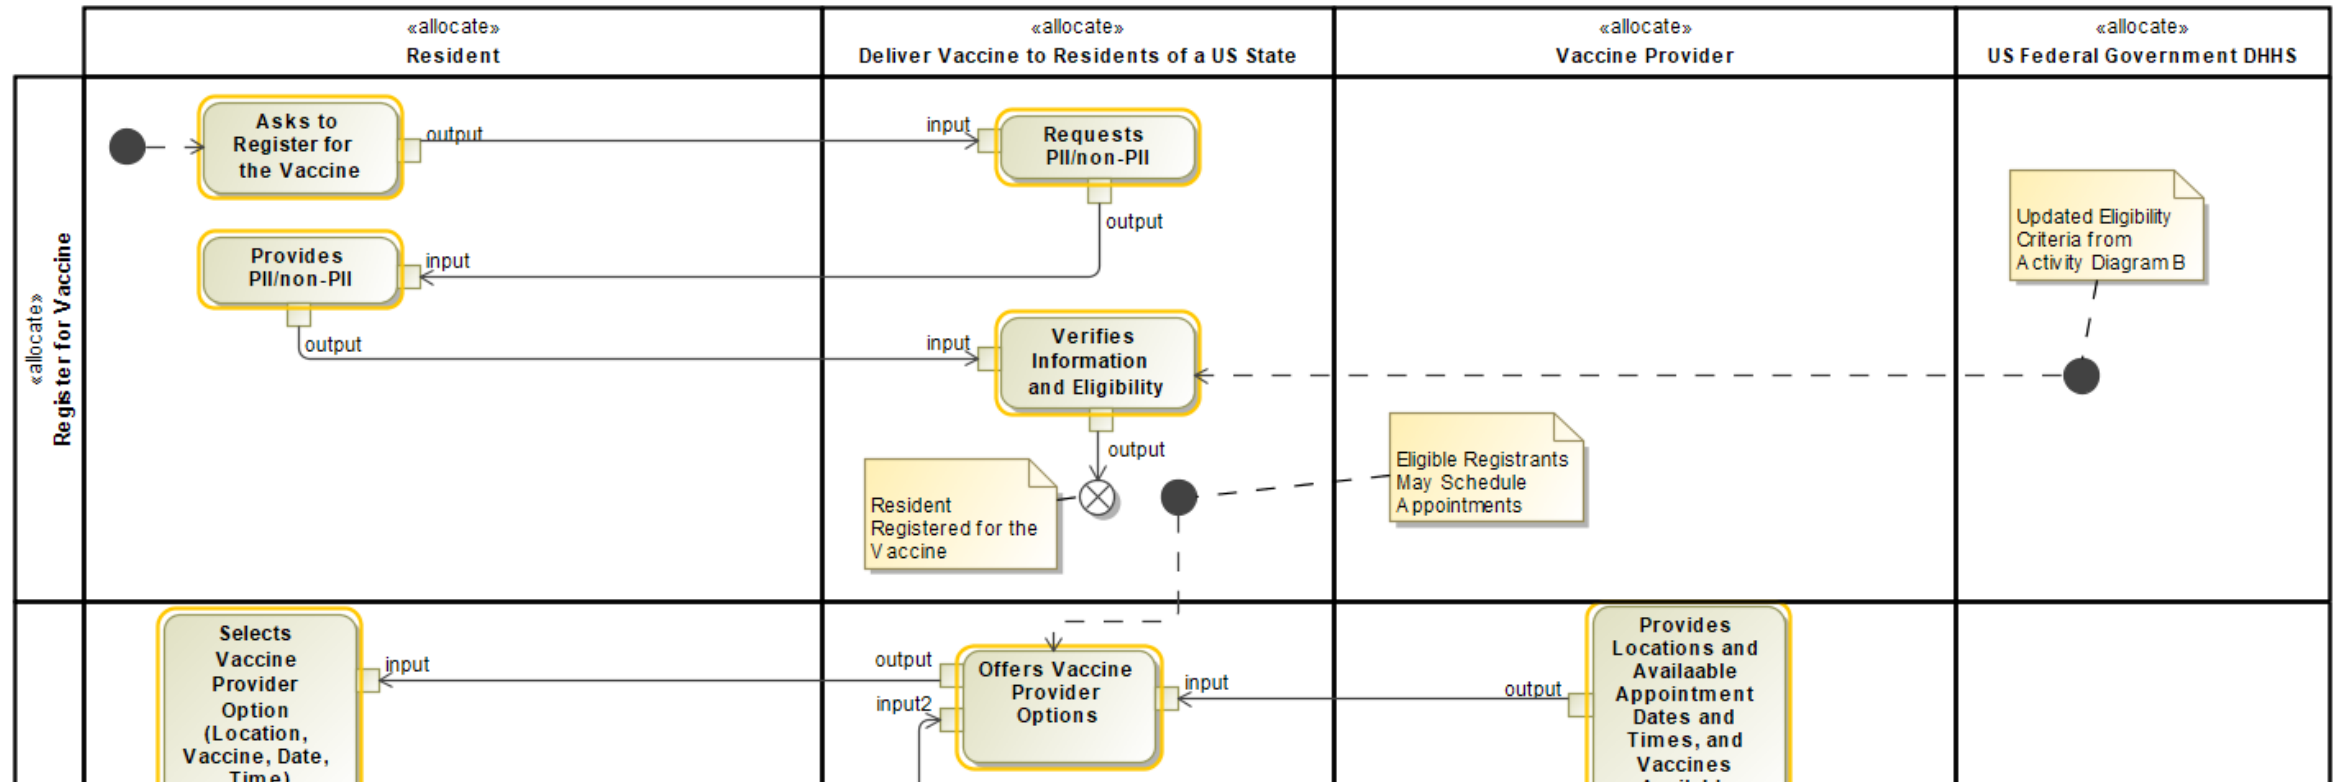 «allocate»
Resident
«allocate»
Deliver Vaccine to Residents of a US State
«allocate»
Vaccine Provider
«allocate»
US Federal Government DHHS
«allocate»
Register for Vaccine
Asks to
Register for
the Vaccine
output
input
Requests
PII/non-PII
output
Provides
PII/non-PII
input
output
input
Verifies
Information
and Eligibility
output
Updated Eligibility
Criteria from
Activity Diagram B
Resident
Registered for the
Vaccine
Eligible Registrants
May Schedule
Appointments
Selects
Vaccine
Provider
Option
(Location,
Vaccine, Date,
Time)
input
output
input2
Offers Vaccine
Provider
Options
input
output
Provides
Locations and
Availaable
Appointment
Dates and
Times, and
Vaccines